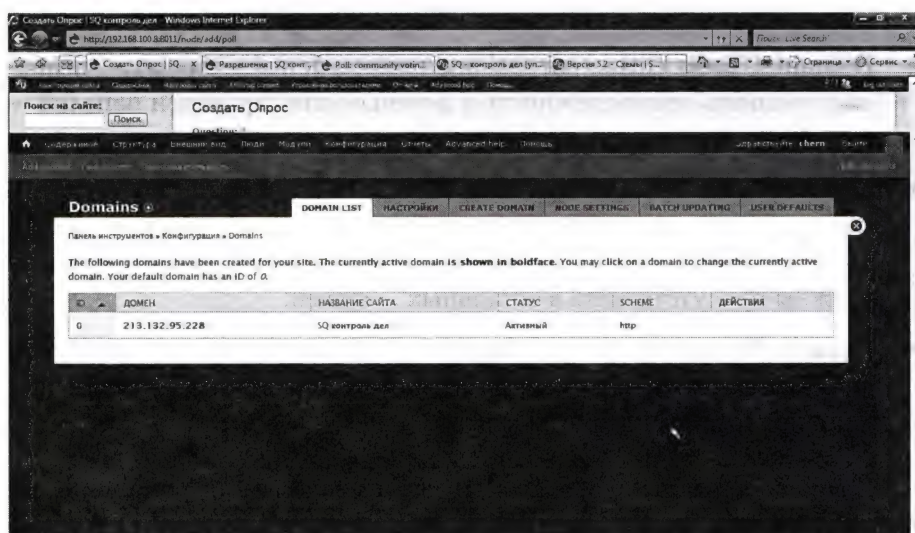 Создать Опрос | SQ контроль дел - Windows Internet Explorer
http://192.168.100.8:8011/node/add/poll
Live Search
Создать Опрос | SQ... x
Разрешения | SQ конт...
Poll: community votin...
SQ - контроль дел (уп...
Версия 5.2 - Схемы | S...
Страница
Сервис
Поиск на сайте:
Поиск
Создать Опрос
Question: *
Содержимое Структура Внешний вид Люди Модули Конфигурация Отчеты Advanced help Помощь
Здравствуйте, chern
Выйти
Domains
DOMAIN LIST
НАСТРОЙКИ
CREATE DOMAIN
NODE SETTINGS
BATCH UPDATING
USER DEFAULTS
Панель инструментов » Конфигурация » Domains
The following domains have been created for your site. The currently active domain is shown in boldface. You may click on a domain to change the currently active
domain. Your default domain has an ID of 0.
ID ДОМЕН НАЗВАНИЕ САЙТА СТАТУС SCHEME ДЕЙСТВИЯ
0 213.132.95.228 SQ контроль дел Активный http